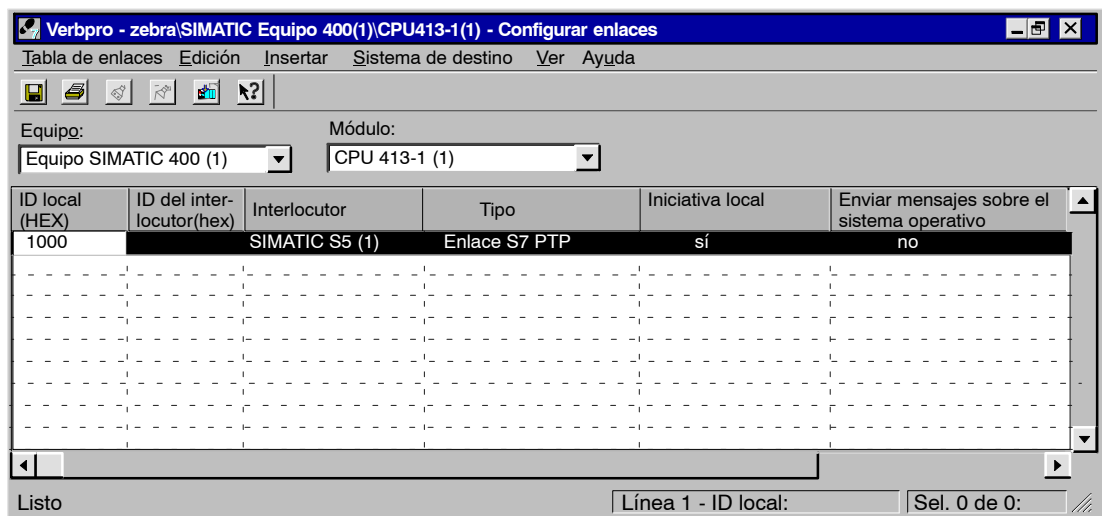 Verbpro - zebra\SIMATIC Equipo 400(1)\CPU413-1(1) - Configurar enlaces
Tabla de enlaces Edición Insertar Sistema de destino Ver Ayuda
Equipo: Módulo:
Equipo SIMATIC 400 (1) CPU 413-1 (1)
ID local ID del inter- Interlocutor Tipo Iniciativa local Enviar mensajes sobre el
(HEX) locutor(hex) sistema operativo
1000 SIMATIC S5 (1) Enlace S7 PTP sí no
Listo Línea 1 - ID local: Sel. 0 de 0: